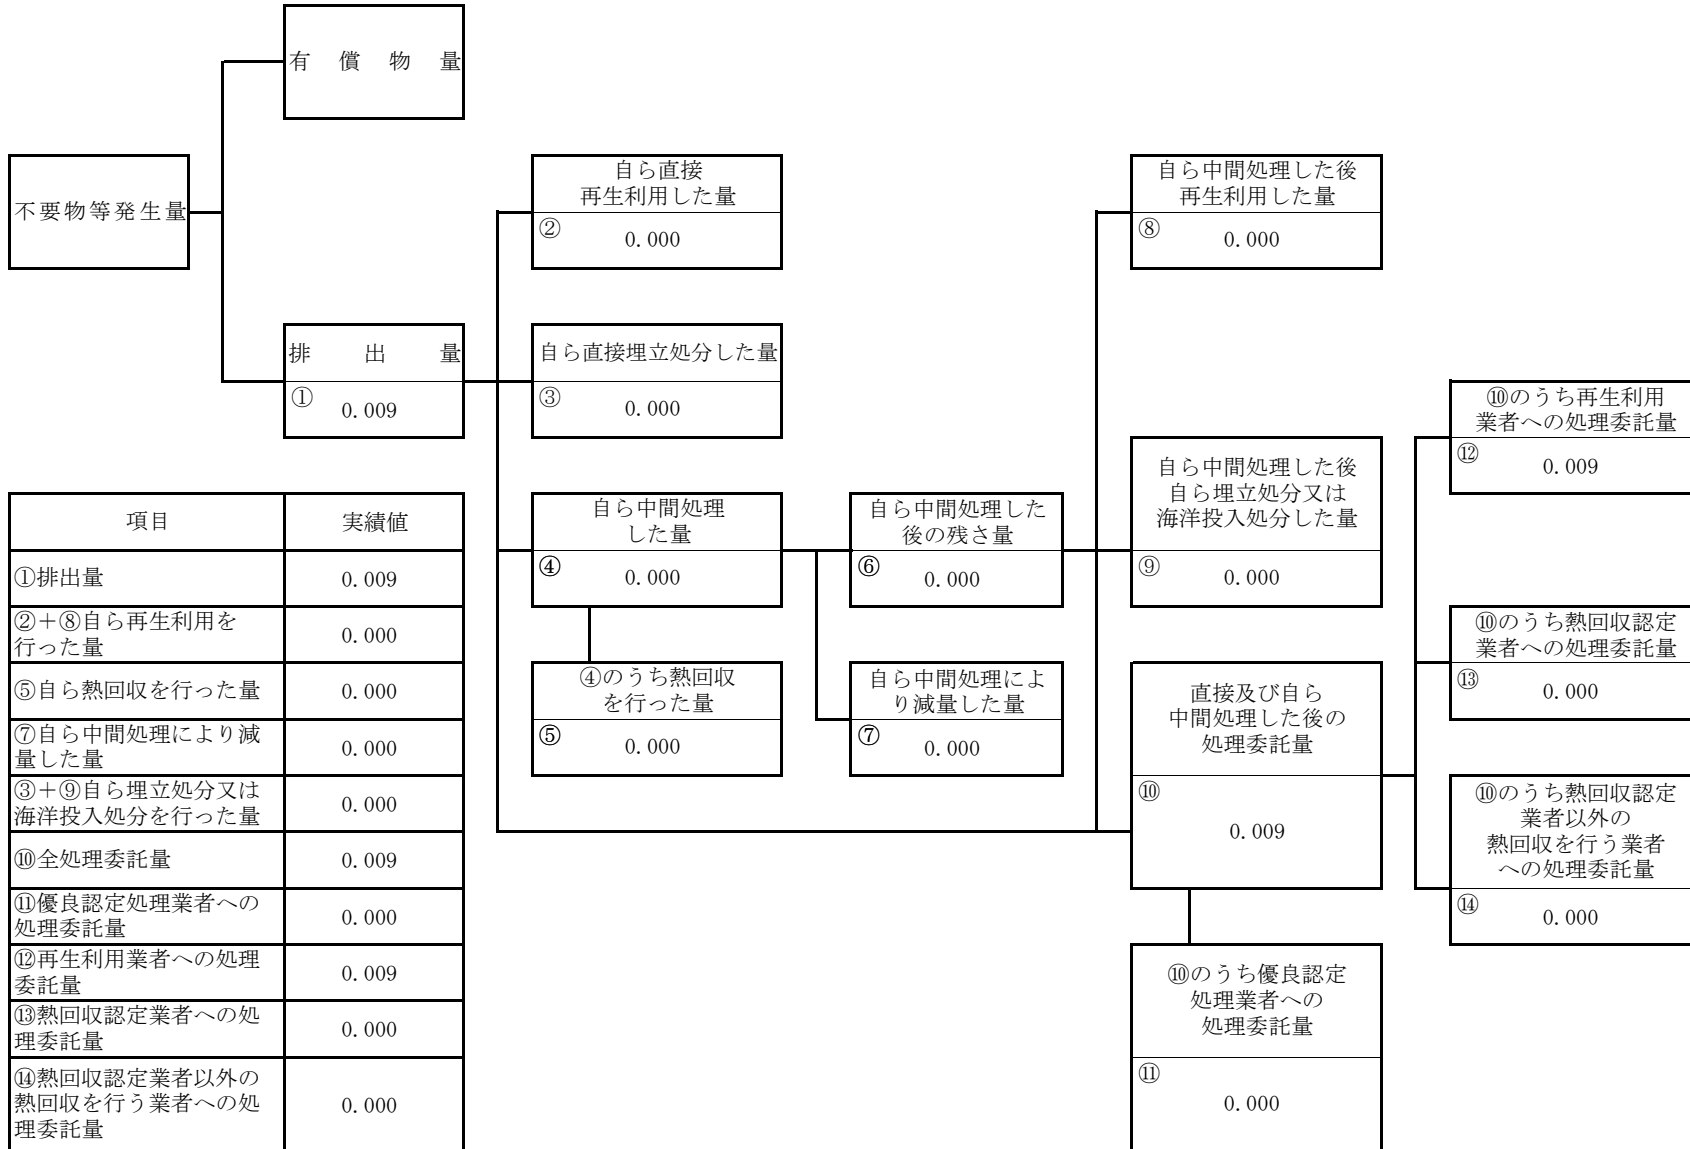 有償物量
不要物等発生量
排出量
①
0.009
自ら直接
再生利用した量
②
0.000
自ら直接埋立処分した量
③
0.000
自ら中間処理
した量
④
0.000
④のうち熱回収
を行った量
⑤
0.000
自ら中間処理した
後の残さ量
⑥
0.000
自ら中間処理によ
り減量した量
⑦
0.000
自ら中間処理した後
再生利用した量
⑧
0.000
自ら中間処理した後
自ら埋立処分又は
海洋投入処分した量
⑨
0.000
直接及び自ら
中間処理した後の
処理委託量
⑩
0.009
⑩のうち優良認定
処理業者への
処理委託量
⑪
0.000
⑩のうち再生利用
業者への処理委託量
⑫
0.009
⑩のうち熱回収認定
業者への処理委託量
⑬
0.000
⑩のうち熱回収認定
業者以外の
熱回収を行う業者
への処理委託量
⑭
0.000
項目 実績値
①排出量 0.009
②＋⑧自ら再生利用を
行った量
0.000
⑤自ら熱回収を行った量 0.000
⑦自ら中間処理により減
量した量
0.000
③＋⑨自ら埋立処分又は
海洋投入処分を行った量
0.000
⑩全処理委託量 0.009
⑪優良認定処理業者への
処理委託量
0.000
⑫再生利用業者への処理
委託量
0.009
⑬熱回収認定業者への処
理委託量
0.000
⑭熱回収認定業者以外の
熱回収を行う業者への処
理委託量
0.000